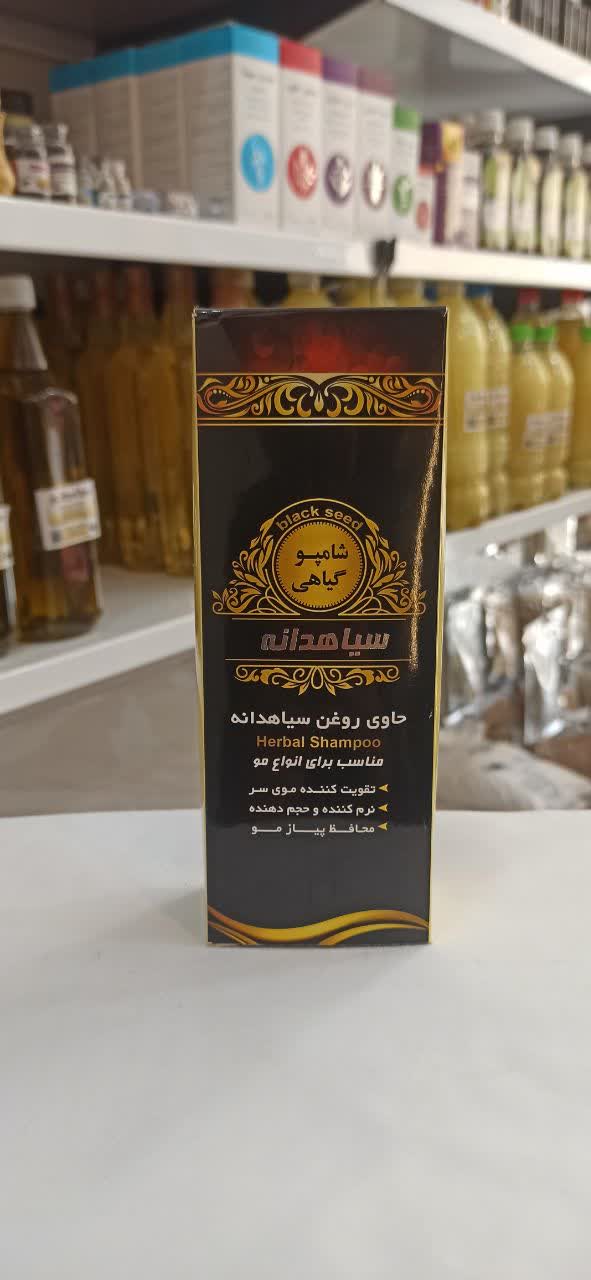 black seed
شامپو
گیاهی
سیاهدانه
حاوی روغن سیاهدانه
Herbal Shampoo
مناسب برای انواع مو
تقویت کننده موی سر
نرم کننده و حجم دهنده
محافظ پیاز مو